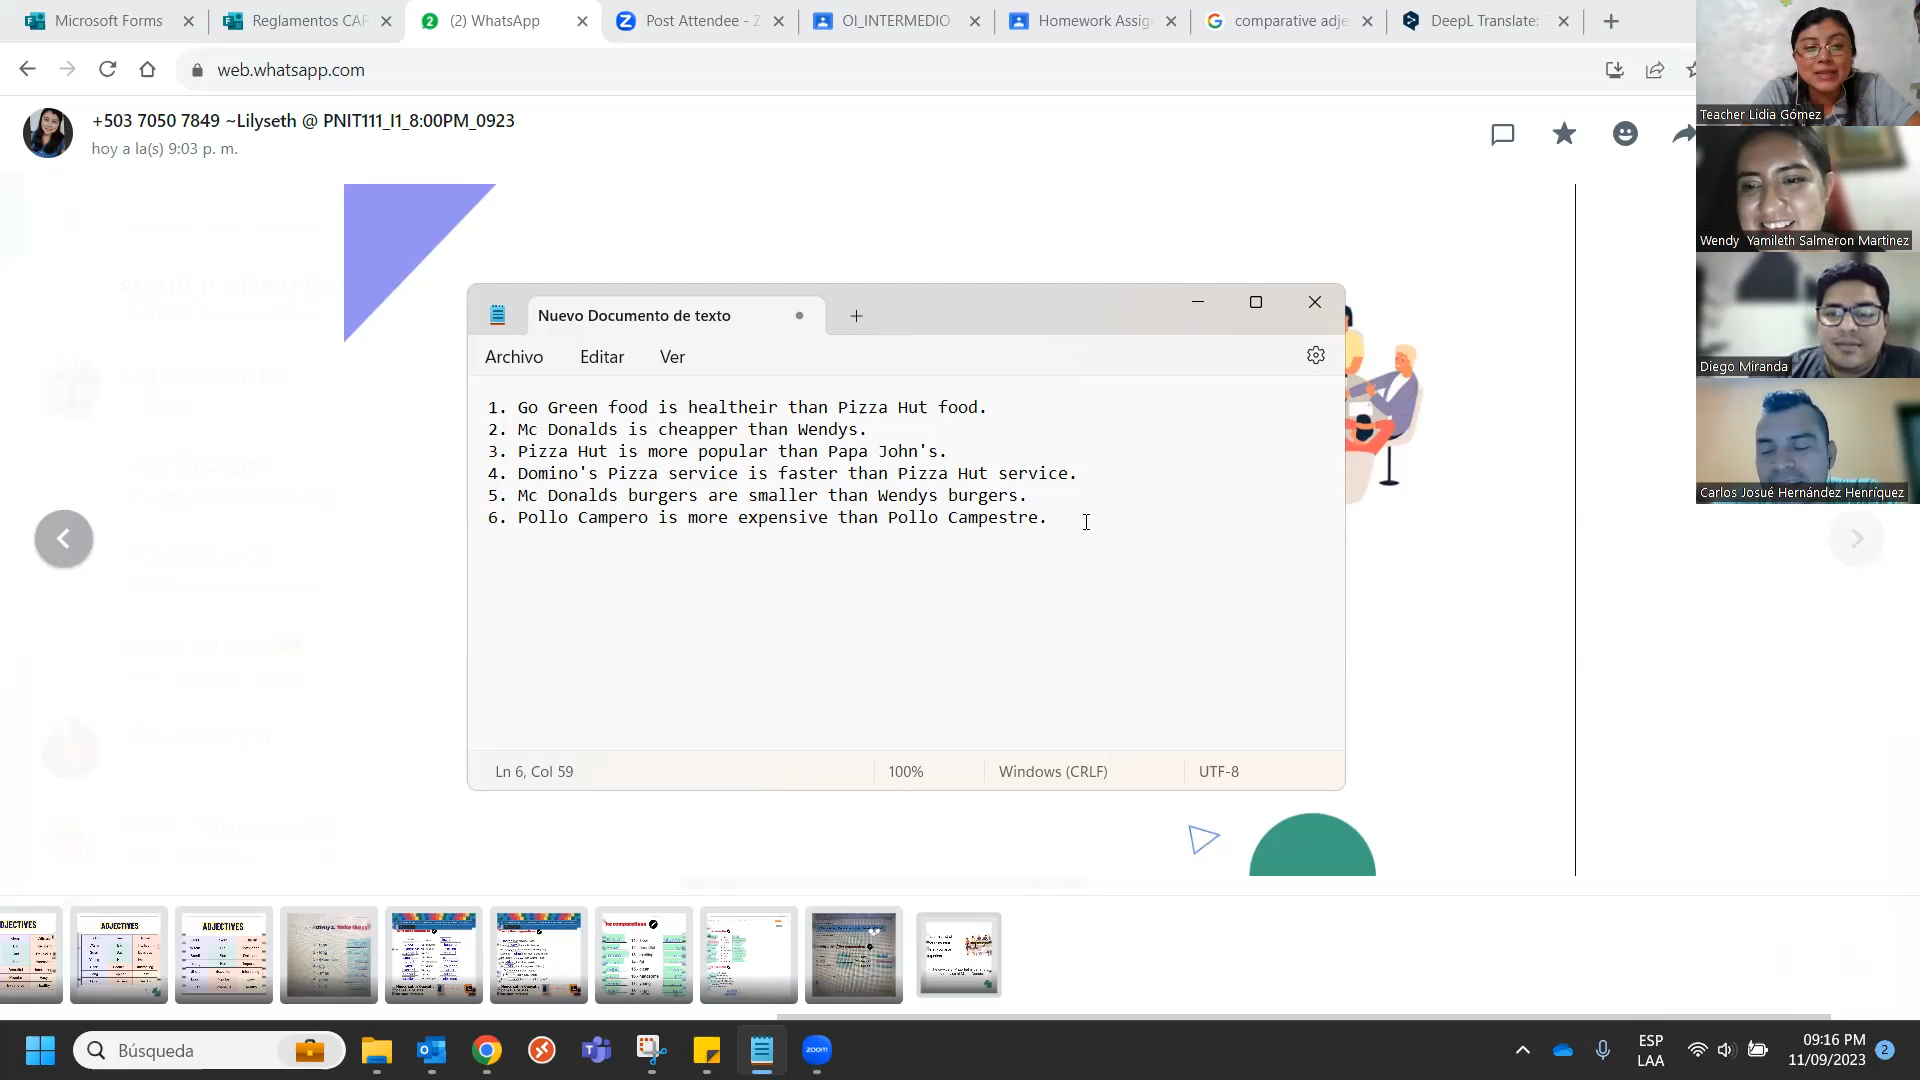 Microsoft Forms
Reglamentos CAP
(2) WhatsApp
Post Attendee - Z
OI_INTERMEDIO
Homework Assig
comparative adje
DeepL Translate:
web.whatsapp.com
+503 7050 7849 ~Lilyseth @ PNIT111_I1_8:00PM_0923
hoy a la(s) 9:03 p. m.
Teacher Lidia Gómez
Wendy Yamileth Salmeron Martinez
Diego Miranda
Carlos Josué Hernández Henríquez
Nuevo Documento de texto
Archivo Editar Ver
1. Go Green food is healtheir than Pizza Hut food.
2. Mc Donalds is cheapper than Wendys.
3. Pizza Hut is more popular than Papa John's.
4. Domino's Pizza service is faster than Pizza Hut service.
5. Mc Donalds burgers are smaller than Wendys burgers.
6. Pollo Campero is more expensive than Pollo Campestre.
Ln 6, Col 59 100% Windows (CRLF) UTF-8
ADJECTIVES
ADJECTIVES
Búsqueda
zoom
ESP
LAA
09:16 PM
11/09/2023
2